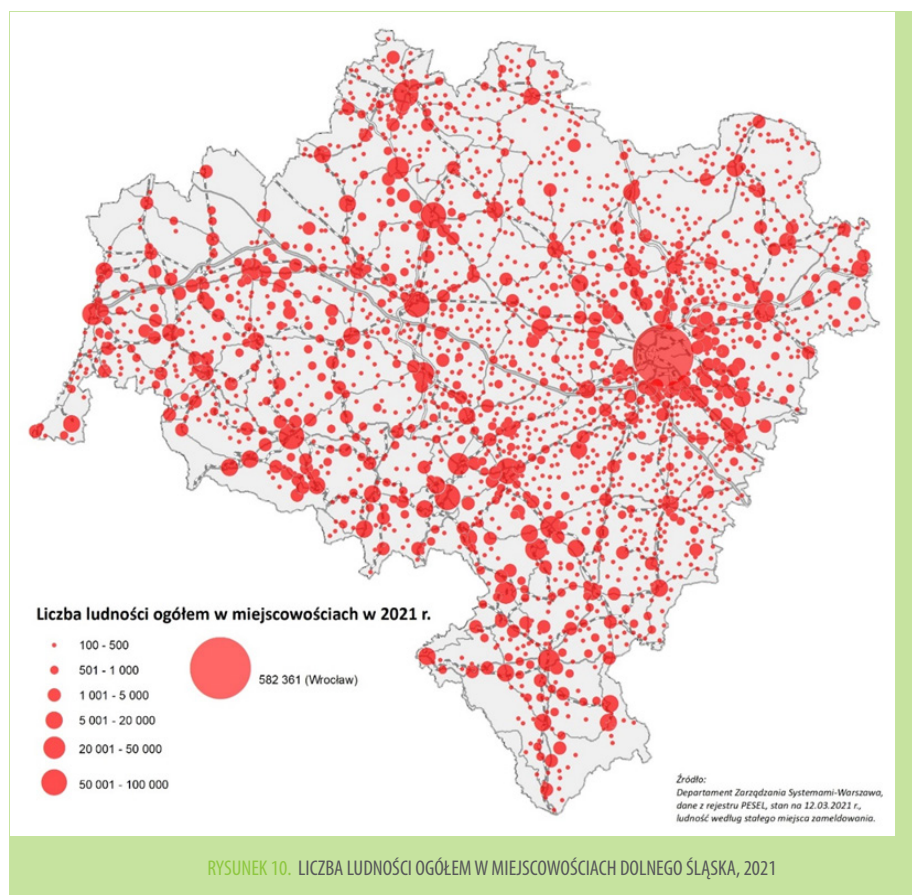 Liczba ludności ogółem w miejscowościach w 2021 r.
100 - 500
501 - 1 000
1 001 - 5 000
5 001 - 20 000
20 001 - 50 000
50 001 - 100 000
582 361 (Wrocław)
Źródło:
Departament Zarządzania Systemami-Warszawa,
dane z rejestru PESEL, stan na 12.03.2021 r.,
ludność według stałego miejsca zameldowania.
RYSUNEK 10. LICZBA LUDNOŚCI OGÓŁEM W MIEJSCOWOŚCIACH DOLNEGO ŚLĄSKA, 2021